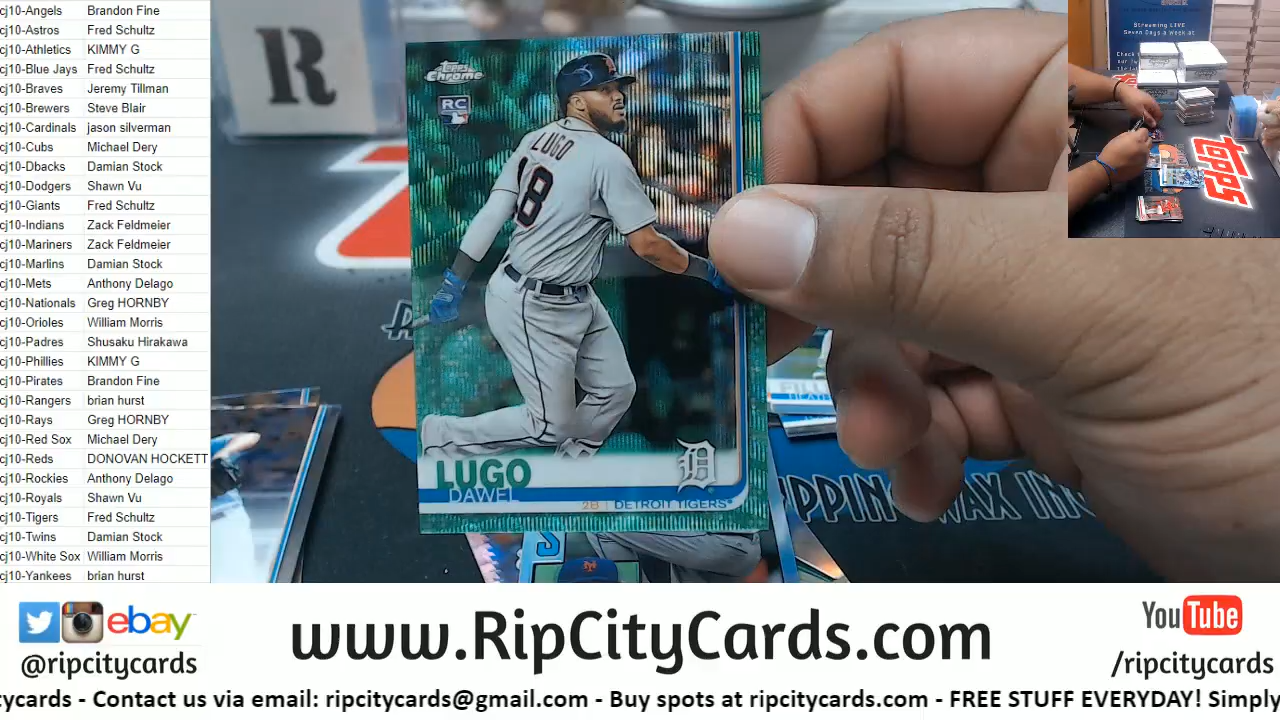 cj10-Angels Brandon Fine
cj10-Astros Fred Schultz
cj10-Athletics KIMMY G
cj10-Blue Jays Fred Schultz
cj10-Braves Jeremy Tillman
cj10-Brewers Steve Blair
cj10-Cardinals jason silverman
cj10-Cubs Michael Dery
cj10-Dbacks Damian Stock
cj10-Dodgers Shawn Vu
cj10-Giants Fred Schultz
cj10-Indians Zack Feldmeier
cj10-Mariners Zack Feldmeier
cj10-Marlins Damian Stock
cj10-Mets Anthony Delago
cj10-Nationals Greg HORNBY
cj10-Orioles William Morris
cj10-Padres Shusaku Hirakawa
cj10-Phillies KIMMY G
cj10-Pirates Brandon Fine
cj10-Rangers brian hurst
cj10-Rays Greg HORNBY
cj10-Red Sox Michael Dery
cj10-Reds DONOVAN HOCKETT
cj10-Rockies Anthony Delago
cj10-Royals Shawn Vu
cj10-Tigers Fred Schultz
cj10-Twins Damian Stock
cj10-White Sox William Morris
cj10-Yankees brian hurst
R
Topps
Chrome
RC
LUGO
18
LUGO
DAWEL
2B | DETROIT TIGERS
Streaming LIVE
Seven Days a Week at
topps
ebay
@ripcitycards
www.RipCityCards.com
YouTube
/ripcitycards
tycards - Contact us via email: ripcitycards@gmail.com - Buy spots at ripcitycards.com - FREE STUFF EVERYDAY! Simply